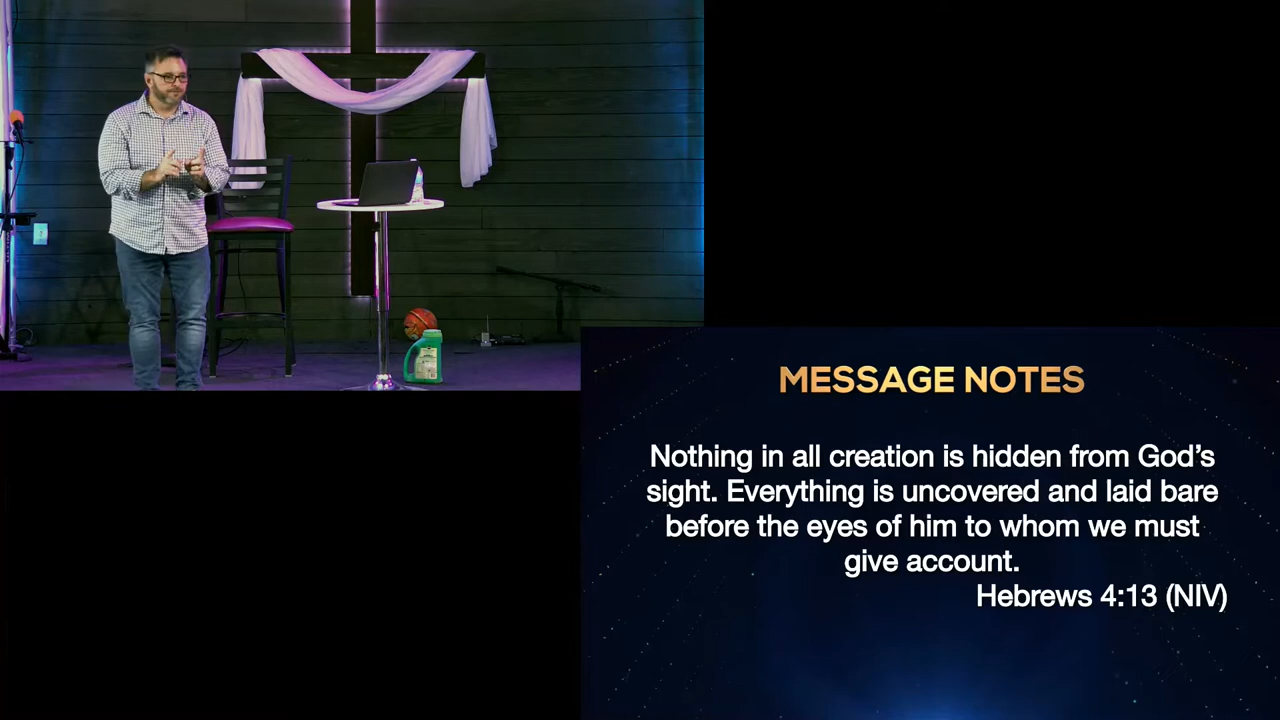 MESSAGE NOTES
Nothing in all creation is hidden from God’s
sight. Everything is uncovered and laid bare
before the eyes of him to whom we must
give account.
Hebrews 4:13 (NIV)